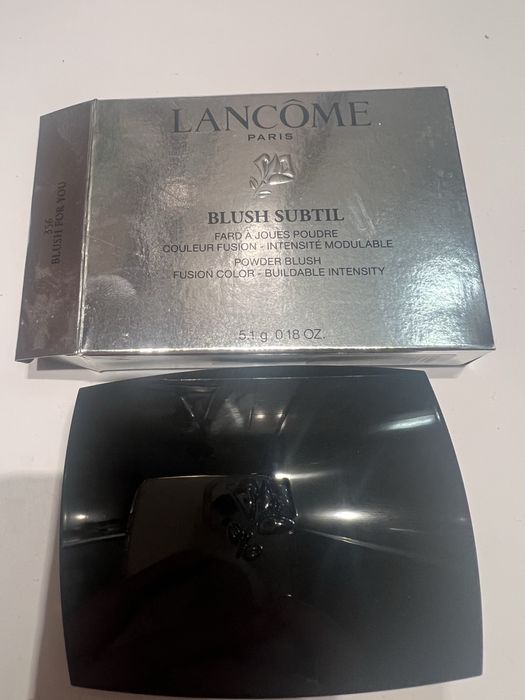 LANCÔME
PARIS
BLUSH SUBTIL
FARD À JOUES POUDRE
COULEUR FUSION - INTENSITÉ MODULABLE
POWDER BLUSH
FUSION COLOR - BUILDABLE INTENSITY
5.1 g 0.18 OZ.
356
BLUSH FOR YOU